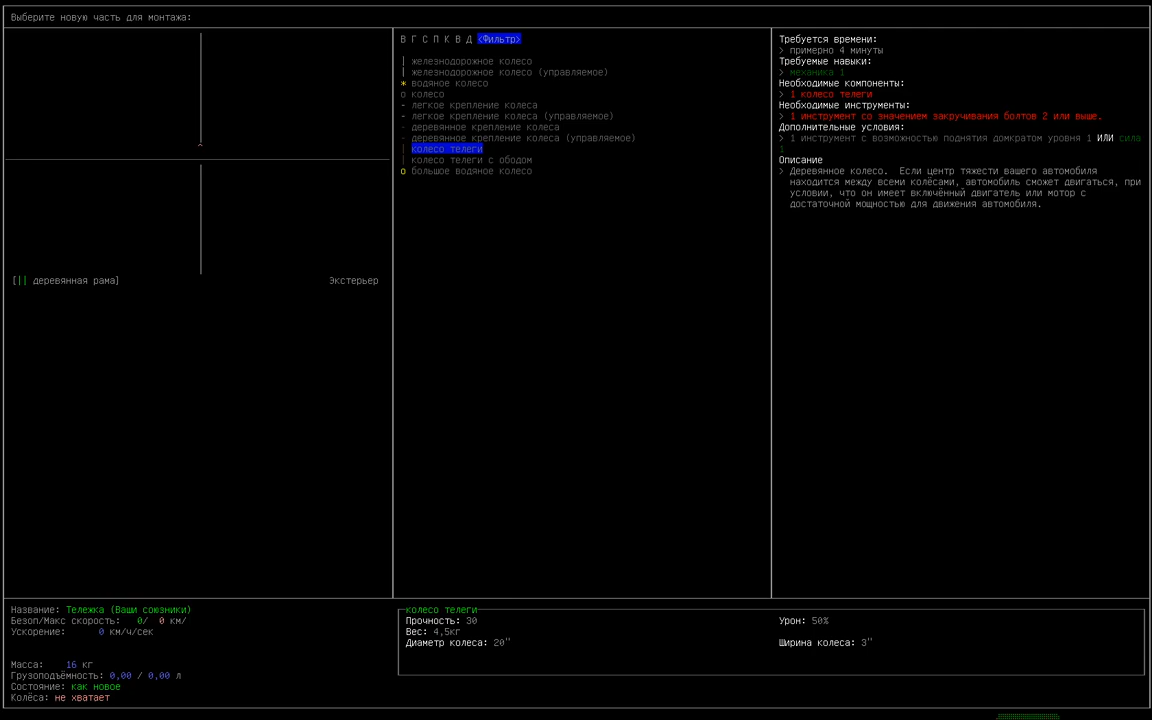 Выберите новую часть для монтажа:
В Г С П К В Д <Фильтр>
| железнодорожное колесо
| железнодорожное колесо (управляемое)
* водяное колесо
o колесо
- легкое крепление колеса
- легкое крепление колеса (управляемое)
- деревянное крепление колеса
- деревянное крепление колеса (управляемое)
| колесо телеги
| колесо телеги с ободом
o большое водяное колесо
[|| деревянная рама]
Экстерьер
Требуется времени:
> примерно 4 минуты
Требуемые навыки:
> механика 1
Необходимые компоненты:
> 1 колесо телеги
Необходимые инструменты:
> 1 инструмент со значением закручивания болтов 2 или выше.
Дополнительные условия:
> 1 инструмент с возможностью поднятия домкратом уровня 1 ИЛИ сила
1
Описание
> Деревянное колесо. Если центр тяжести вашего автомобиля
находится между всеми колёсами, автомобиль сможет двигаться, при
условии, что он имеет включённый двигатель или мотор с
достаточной мощностью для движения автомобиля.
Название: Тележка (Ваши союзники)
Безоп/Макс скорость: 0/ 0 км/
Ускорение: 0 км/ч/сек
Масса: 16 кг
Грузоподъёмность: 0,00 / 0,00 л
Состояние: как новое
Колёса: не хватает
колесо телеги
Прочность: 30
Вес: 4,5кг
Диаметр колеса: 20"
Урон: 50%
Ширина колеса: 3"